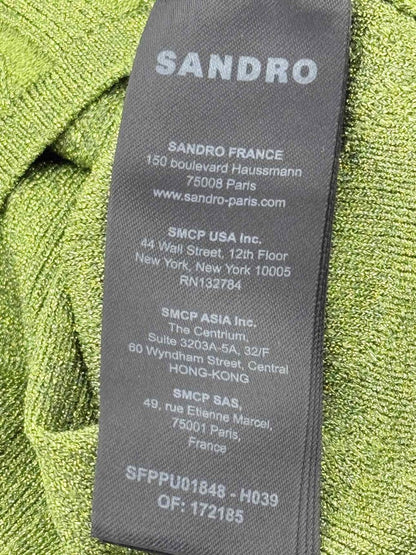 SANDRO
SANDRO FRANCE
150 boulevard Haussmann
75008 Paris
www.sandro-paris.com
SMCP USA Inc.
44 Wall Street, 12th Floor
New York, New York 10005
RN132784
SMCP ASIA Inc.
The Centrium,
Suite 3203A-5A, 32/F
60 Wyndham Street, Central
HONG-KONG
SMCP SAS,
49, rue Etienne Marcel,
75001 Paris,
France
SFPPU01848 - H039
OF: 172185